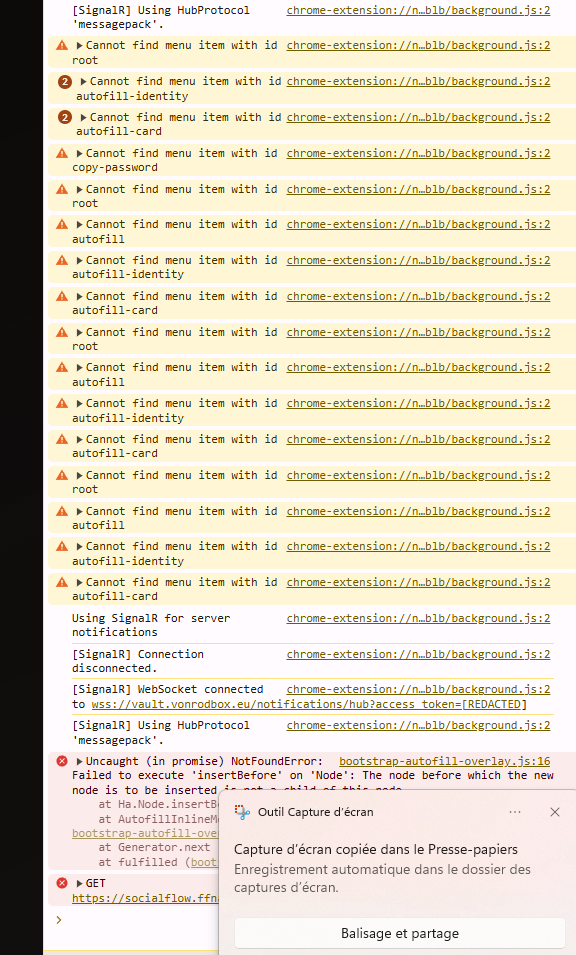 [SignalR] Using HubProtocol chrome-extension://n…blb/background.js:2
'messagepack'.
Cannot find menu item with id chrome-extension://n…blb/background.js:2
root
2 Cannot find menu item with id chrome-extension://n…blb/background.js:2
autofill-identity
2 Cannot find menu item with id chrome-extension://n…blb/background.js:2
autofill-card
Cannot find menu item with id chrome-extension://n…blb/background.js:2
copy-password
Cannot find menu item with id chrome-extension://n…blb/background.js:2
root
Cannot find menu item with id chrome-extension://n…blb/background.js:2
autofill
Cannot find menu item with id chrome-extension://n…blb/background.js:2
autofill-identity
Cannot find menu item with id chrome-extension://n…blb/background.js:2
autofill-card
Cannot find menu item with id chrome-extension://n…blb/background.js:2
root
Cannot find menu item with id chrome-extension://n…blb/background.js:2
autofill
Cannot find menu item with id chrome-extension://n…blb/background.js:2
autofill-identity
Cannot find menu item with id chrome-extension://n…blb/background.js:2
autofill-card
Cannot find menu item with id chrome-extension://n…blb/background.js:2
root
Cannot find menu item with id chrome-extension://n…blb/background.js:2
autofill
Cannot find menu item with id chrome-extension://n…blb/background.js:2
autofill-identity
Cannot find menu item with id chrome-extension://n…blb/background.js:2
autofill-card
Using SignalR for server chrome-extension://n…blb/background.js:2
notifications
[SignalR] Connection chrome-extension://n…blb/background.js:2
disconnected.
[SignalR] WebSocket connected chrome-extension://n…blb/background.js:2
to wss://vault.vonrodbox.eu/notifications/hub?access_token=[REDACTED]
[SignalR] Using HubProtocol chrome-extension://n…blb/background.js:2
'messagepack'.
Uncaught (in promise) NotFoundError: bootstrap-autofill-overlay.js:16
Failed to execute 'insertBefore' on 'Node': The node before which the new
node is to be inserted is not a child of this node.
at Ha.Node.insertB
at AutofillInlineM
bootstrap-autofill-over
at Generator.next
at fulfilled (boots
GET
https://socialflow.ffna
Outil Capture d'écran
Capture d'écran copiée dans le Presse-papiers
Enregistrement automatique dans le dossier des
captures d'écran.
Balisage et partage